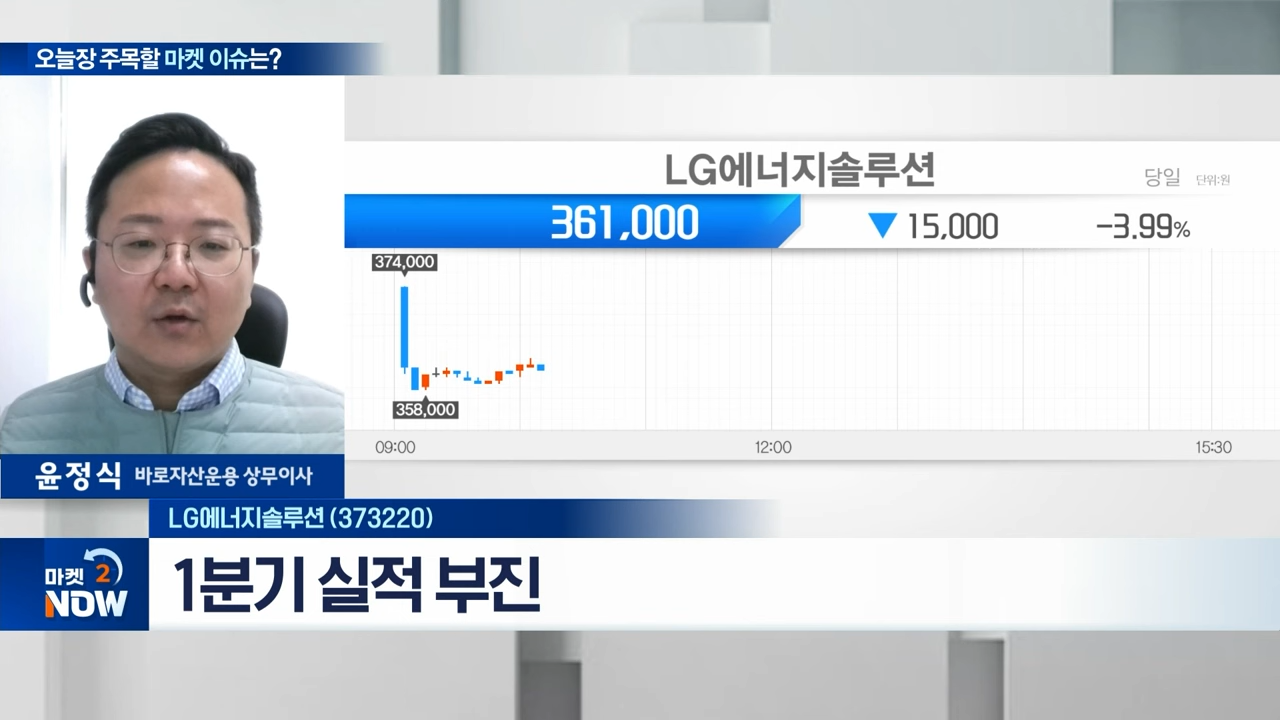 오늘장 주목할 마켓 이슈는?
LG에너지솔루션
당일 단위:원
361,000 ▼ 15,000 -3.99%
374,000
358,000
09:00 12:00 15:30
윤정식 바로자산운용 상무이사
LG에너지솔루션 (373220)
마켓 2
NOW
1분기 실적 부진